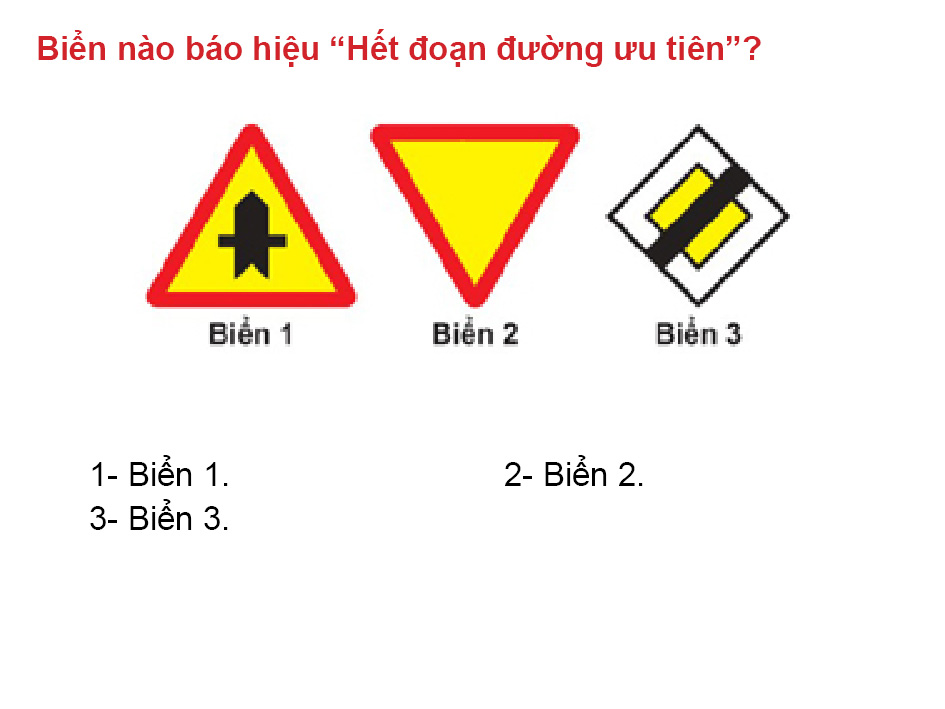 Biển nào báo hiệu “Hết đoạn đường ưu tiên”?
Biển 1 Biển 2 Biển 3
1- Biển 1. 2- Biển 2.
3- Biển 3.